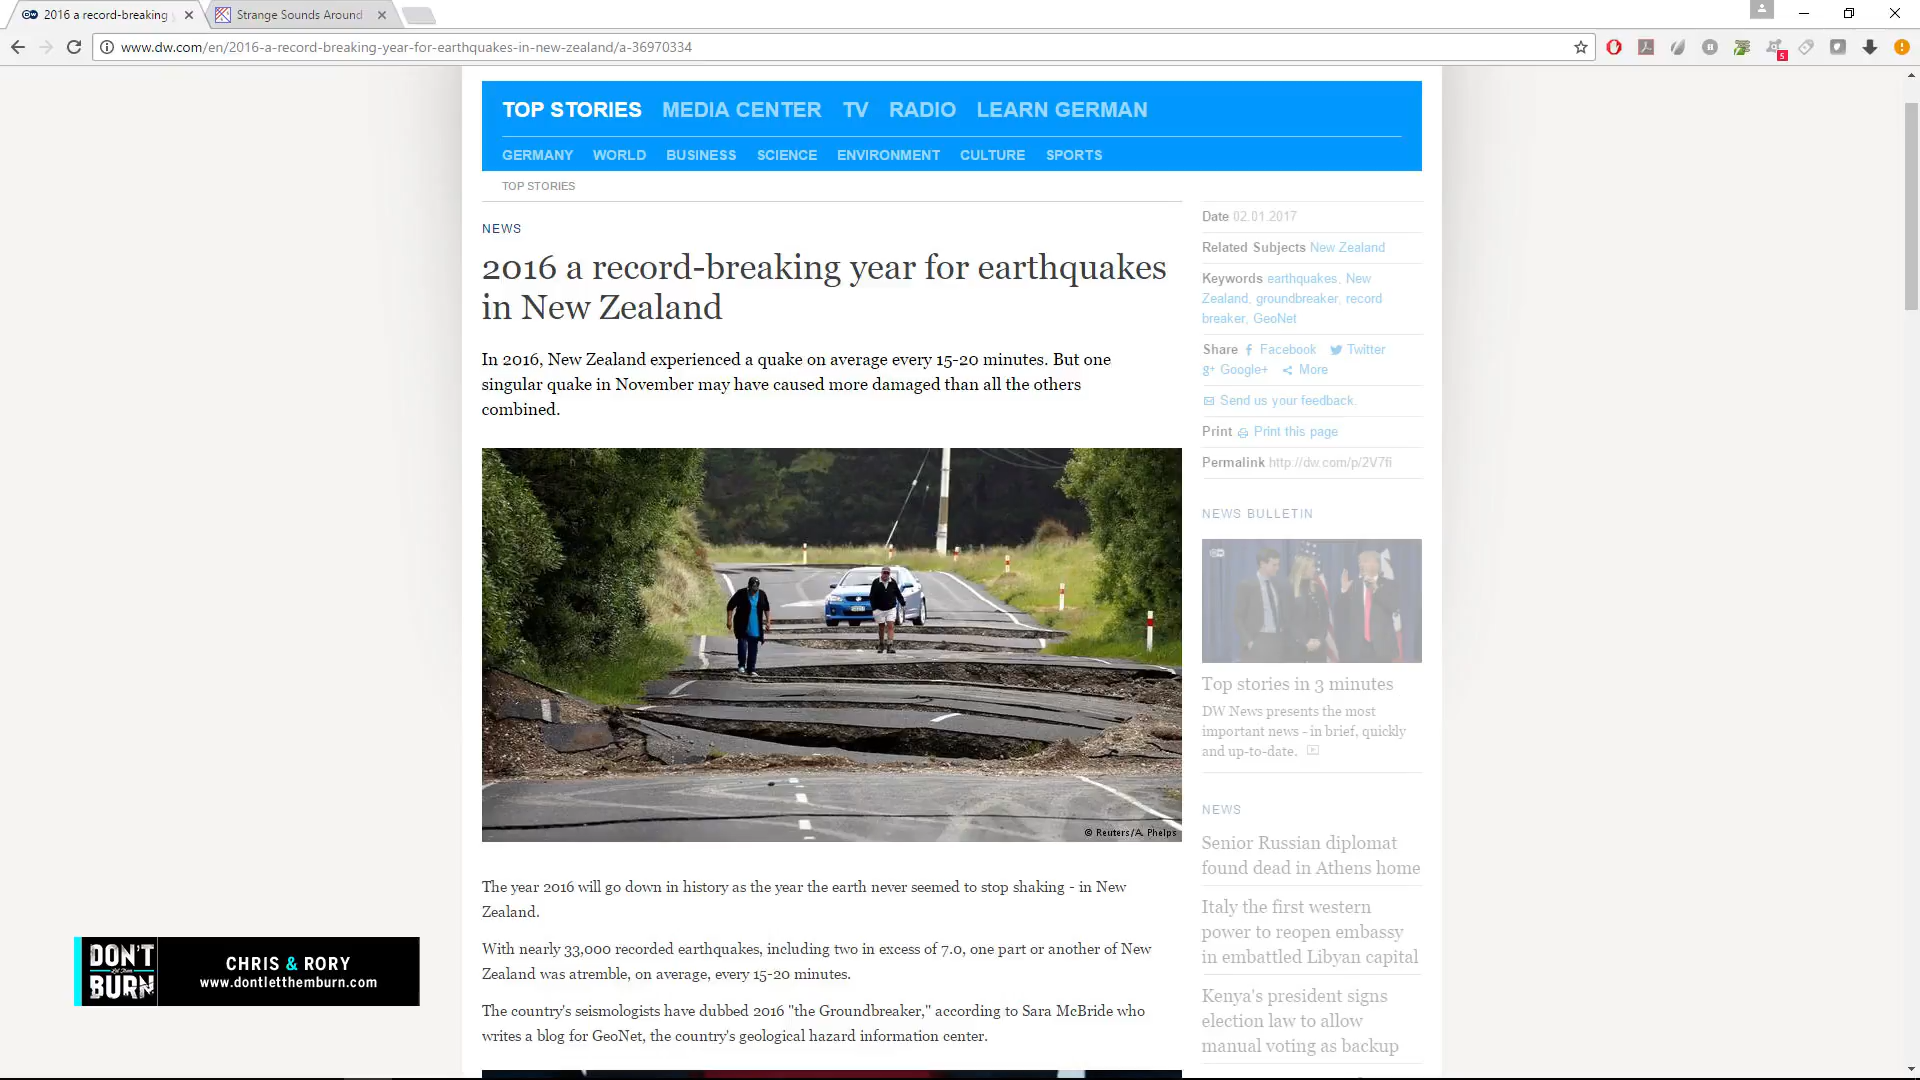 2016 a record-breaking
Strange Sounds Around
www.dw.com/en/2016-a-record-breaking-year-for-earthquakes-in-new-zealand/a-36970334
TOP STORIES MEDIA CENTER TV RADIO LEARN GERMAN
GERMANY WORLD BUSINESS SCIENCE ENVIRONMENT CULTURE SPORTS
TOP STORIES
NEWS
2016 a record-breaking year for earthquakes
in New Zealand
In 2016, New Zealand experienced a quake on average every 15-20 minutes. But one
singular quake in November may have caused more damaged than all the others
combined.
© Reuters/A. Phelps
The year 2016 will go down in history as the year the earth never seemed to stop shaking - in New
Zealand.
With nearly 33,000 recorded earthquakes, including two in excess of 7.0, one part or another of New
Zealand was atremble, on average, every 15-20 minutes.
The country's seismologists have dubbed 2016 "the Groundbreaker," according to Sara McBride who
writes a blog for GeoNet, the country's geological hazard information center.
Date 02.01.2017
Related Subjects New Zealand
Keywords earthquakes, New
Zealand, groundbreaker, record
breaker, GeoNet
Share Facebook Twitter
g+ Google+ More
Send us your feedback.
Print Print this page
Permalink http://dw.com/p/2V7fi
NEWS BULLETIN
Top stories in 3 minutes
DW News presents the most
important news - in brief, quickly
and up-to-date.
NEWS
Senior Russian diplomat
found dead in Athens home
Italy the first western
power to reopen embassy
in embattled Libyan capital
Kenya's president signs
election law to allow
manual voting as backup
DON'T
Let Them
BURN
CHRIS & RORY
www.dontletthemburn.com